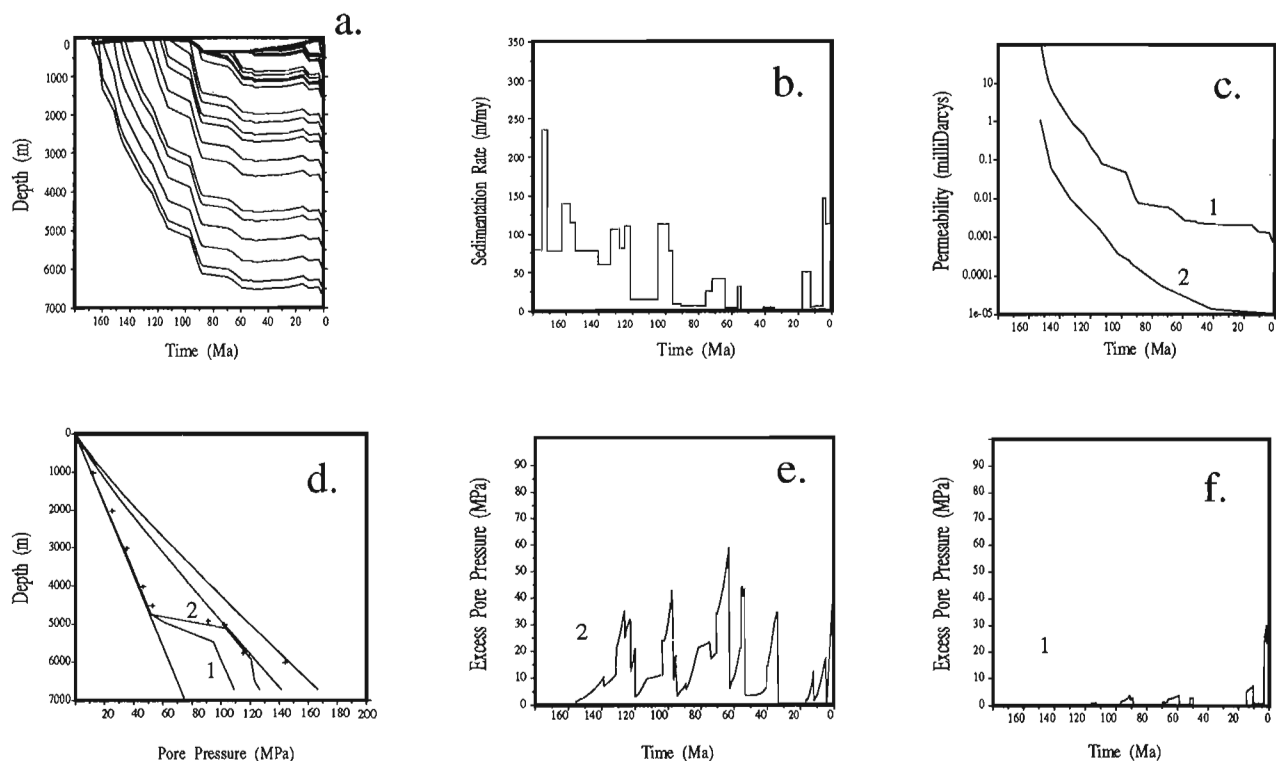 a.
0
1000
2000
3000
4000
5000
6000
7000
Depth (m)
160 140 120 100 80 60 40 20 0
Time (Ma)
b.
350
300
250
200
150
100
50
0
Sedimentation Rate (m/my)
160 140 120 100 80 60 40 20 0
Time (Ma)
c.
10
1
0.1
0.01
0.001
0.0001
1e-05
Permeability (milliDarcys)
1
2
170 160 140 120 100 80 60 40 20 0
Time (Ma)
d.
0
1000
2000
3000
4000
5000
6000
7000
Depth (m)
2
1
20 40 60 80 100 120 140 160 180 200
Pore Pressure (MPa)
e.
90
80
70
60
50
40
30
20
10
0
Excess Pore Pressure (MPa)
2
160 140 120 100 80 60 40 20 0
Time (Ma)
f.
90
80
70
60
50
40
30
20
10
0
Excess Pore Pressure (MPa)
1
160 140 120 100 80 60 40 20 0
Time (Ma)